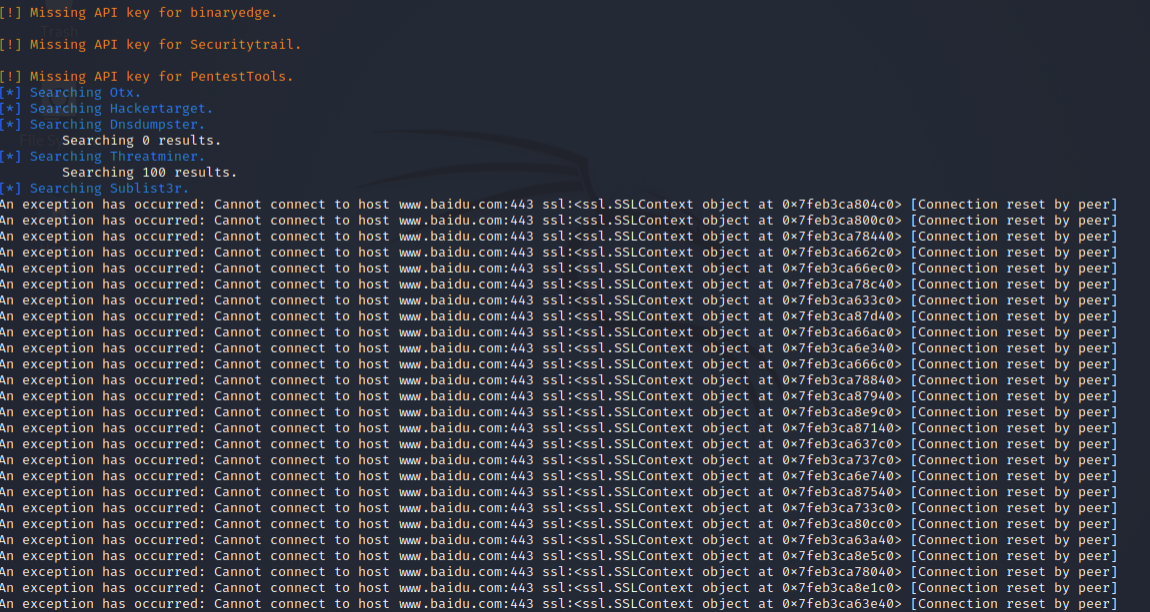 [!] Missing API key for binaryedge.
Trash
[!] Missing API key for Securitytrail.
[!] Missing API key for PentestTools.
[*] Searching Otx.
[*] Searching Hackertarget.
[*] Searching Dnsdumpster.
Searching 0 results.
[*] Searching Threatminer.
Searching 100 results.
[*] Searching Sublist3r.
An exception has occurred: Cannot connect to host www.baidu.com:443 ssl:<ssl.SSLContext object at 0×7feb3ca804c0> [Connection reset by peer]
An exception has occurred: Cannot connect to host www.baidu.com:443 ssl:<ssl.SSLContext object at 0×7feb3ca800c0> [Connection reset by peer]
An exception has occurred: Cannot connect to host www.baidu.com:443 ssl:<ssl.SSLContext object at 0×7feb3ca78440> [Connection reset by peer]
An exception has occurred: Cannot connect to host www.baidu.com:443 ssl:<ssl.SSLContext object at 0×7feb3ca662c0> [Connection reset by peer]
An exception has occurred: Cannot connect to host www.baidu.com:443 ssl:<ssl.SSLContext object at 0×7feb3ca66ec0> [Connection reset by peer]
An exception has occurred: Cannot connect to host www.baidu.com:443 ssl:<ssl.SSLContext object at 0×7feb3ca78c40> [Connection reset by peer]
An exception has occurred: Cannot connect to host www.baidu.com:443 ssl:<ssl.SSLContext object at 0×7feb3ca633c0> [Connection reset by peer]
An exception has occurred: Cannot connect to host www.baidu.com:443 ssl:<ssl.SSLContext object at 0×7feb3ca87d40> [Connection reset by peer]
An exception has occurred: Cannot connect to host www.baidu.com:443 ssl:<ssl.SSLContext object at 0×7feb3ca66ac0> [Connection reset by peer]
An exception has occurred: Cannot connect to host www.baidu.com:443 ssl:<ssl.SSLContext object at 0×7feb3ca6e340> [Connection reset by peer]
An exception has occurred: Cannot connect to host www.baidu.com:443 ssl:<ssl.SSLContext object at 0×7feb3ca666c0> [Connection reset by peer]
An exception has occurred: Cannot connect to host www.baidu.com:443 ssl:<ssl.SSLContext object at 0×7feb3ca78840> [Connection reset by peer]
An exception has occurred: Cannot connect to host www.baidu.com:443 ssl:<ssl.SSLContext object at 0×7feb3ca87940> [Connection reset by peer]
An exception has occurred: Cannot connect to host www.baidu.com:443 ssl:<ssl.SSLContext object at 0×7feb3ca8e9c0> [Connection reset by peer]
An exception has occurred: Cannot connect to host www.baidu.com:443 ssl:<ssl.SSLContext object at 0×7feb3ca87140> [Connection reset by peer]
An exception has occurred: Cannot connect to host www.baidu.com:443 ssl:<ssl.SSLContext object at 0×7feb3ca637c0> [Connection reset by peer]
An exception has occurred: Cannot connect to host www.baidu.com:443 ssl:<ssl.SSLContext object at 0×7feb3ca737c0> [Connection reset by peer]
An exception has occurred: Cannot connect to host www.baidu.com:443 ssl:<ssl.SSLContext object at 0×7feb3ca6e740> [Connection reset by peer]
An exception has occurred: Cannot connect to host www.baidu.com:443 ssl:<ssl.SSLContext object at 0×7feb3ca87540> [Connection reset by peer]
An exception has occurred: Cannot connect to host www.baidu.com:443 ssl:<ssl.SSLContext object at 0×7feb3ca733c0> [Connection reset by peer]
An exception has occurred: Cannot connect to host www.baidu.com:443 ssl:<ssl.SSLContext object at 0×7feb3ca80cc0> [Connection reset by peer]
An exception has occurred: Cannot connect to host www.baidu.com:443 ssl:<ssl.SSLContext object at 0×7feb3ca63a40> [Connection reset by peer]
An exception has occurred: Cannot connect to host www.baidu.com:443 ssl:<ssl.SSLContext object at 0×7feb3ca8e5c0> [Connection reset by peer]
An exception has occurred: Cannot connect to host www.baidu.com:443 ssl:<ssl.SSLContext object at 0×7feb3ca78040> [Connection reset by peer]
An exception has occurred: Cannot connect to host www.baidu.com:443 ssl:<ssl.SSLContext object at 0×7feb3ca8e1c0> [Connection reset by peer]
An exception has occurred: Cannot connect to host www.baidu.com:443 ssl:<ssl.SSLContext object at 0×7feb3ca63e40> [Connection reset by peer]